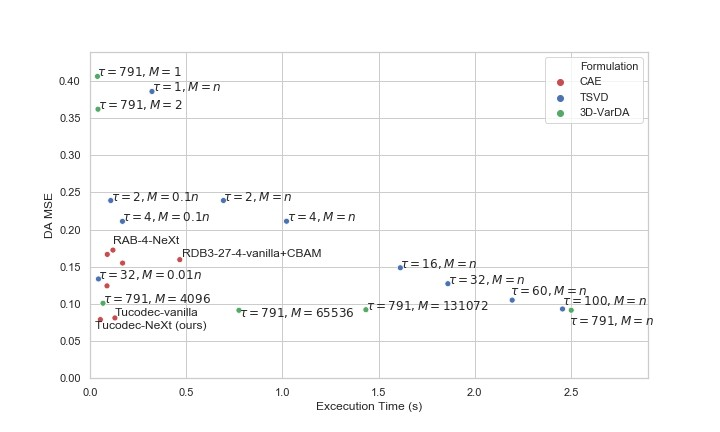 Formulation
CAE
TSVD
3D-VarDA
τ = 791, M = 1
τ = 1, M = n
τ = 791, M = 2
τ = 2, M = 0.1n
τ = 2, M = n
τ = 4, M = 0.1n
τ = 4, M = n
RAB-4-NeXt
RDB3-27-4-vanilla+CBAM
τ = 16, M = n
τ = 32, M = 0.01n
τ = 32, M = n
τ = 60, M = n
τ = 791, M = 4096
τ = 100, M = n
τ = 791, M = 131072
Tucodec-vanilla
τ = 791, M = 65536
Tucodec-NeXt (ours)
τ = 791, M = n
0.40
0.35
0.30
0.25
0.20
0.15
0.10
0.05
0.00
DA MSE
0.0 0.5 1.0 1.5 2.0 2.5
Excecution Time (s)